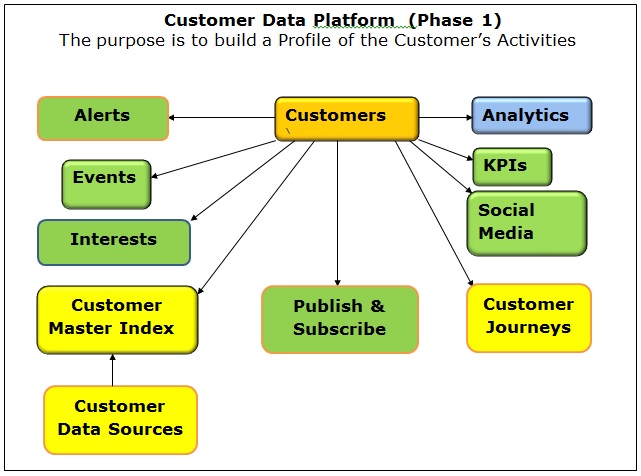 Customer Data Platform (Phase 1)
The purpose is to build a Profile of the Customer's Activities
Alerts
Customers
Analytics
Events
KPIs
Interests
Social
Media
Customer
Master Index
Publish &
Subscribe
Customer
Journeys
Customer
Data Sources